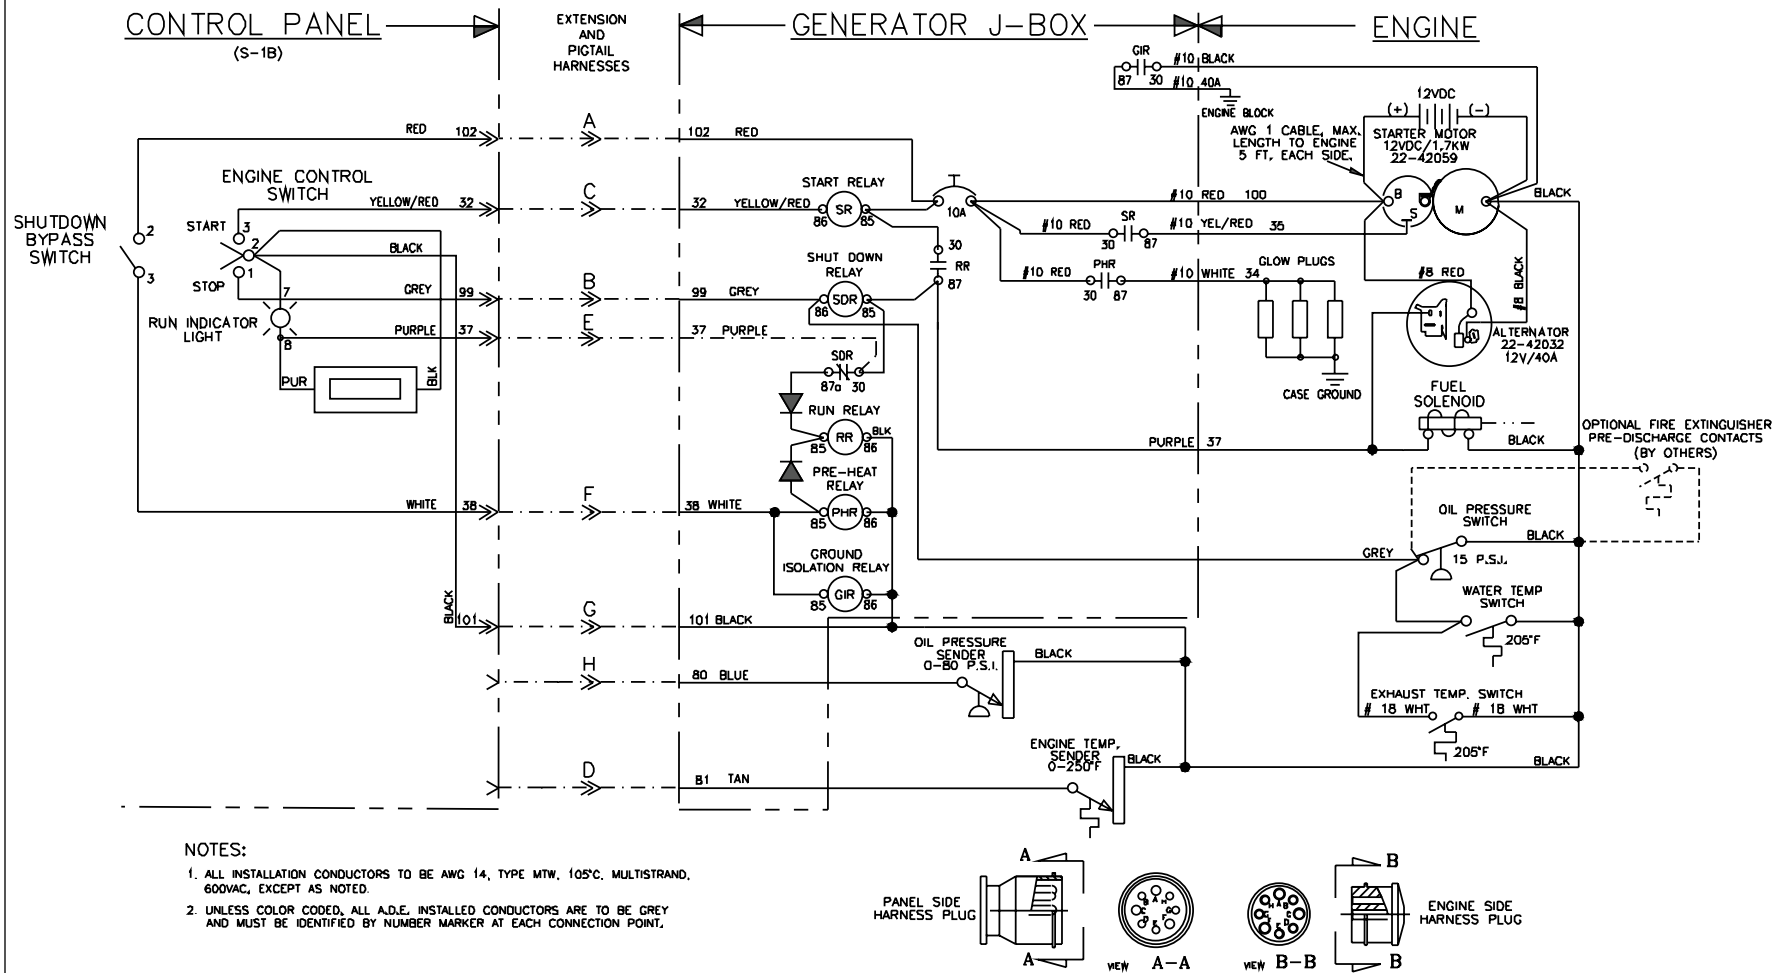 CONTROL PANEL
(S-1B)
EXTENSION
AND
PIGTAIL
HARNESSES
GENERATOR J-BOX
ENGINE
GIR
87 30
#10 BLACK
#10 40A
ENGINE BLOCK
12VDC
(+) (-)
AWG 1 CABLE, MAX.
LENGTH TO ENGINE
5 FT. EACH SIDE.
STARTER MOTOR
12VDC/1.7KW
22-42059
RED 102
A
102 RED
ENGINE CONTROL
SWITCH
YELLOW/RED 32
C
32 YELLOW/RED
START RELAY
SR
86 85
10A
#10 RED 100
B
S
M
BLACK
SHUTDOWN
BYPASS
SWITCH
2
3
START 3
2
STOP 1
BLACK
#10 RED
SR
30 87
#10 YEL/RED 35
30
RR
87
#10 RED
PHR
30 87
#10 WHITE 34
GLOW PLUGS
#8 RED
#8 BLACK
GREY 99
B
99 GREY
SHUT DOWN
RELAY
SDR
86 85
7
RUN INDICATOR
LIGHT
8
PURPLE 37
E
37 PURPLE
ALTERNATOR
22-42032
12V/40A
PUR
BLK
SDR
87a 30
CASE GROUND
FUEL
SOLENOID
RUN RELAY
RR
BLK
85 86
PURPLE 37
BLACK
OPTIONAL FIRE EXTINGUISHER
PRE-DISCHARGE CONTACTS
(BY OTHERS)
PRE-HEAT
RELAY
PHR
85 86
WHITE 38
F
38 WHITE
OIL PRESSURE
SWITCH
BLACK
GREY
15 P.S.I.
GROUND
ISOLATION RELAY
GIR
85 86
WATER TEMP
SWITCH
205°F
BLACK
101
G
101 BLACK
OIL PRESSURE
SENDER
0-80 P.S.I.
BLACK
H
80 BLUE
EXHAUST TEMP. SWITCH
# 18 WHT
# 18 WHT
205°F
ENGINE TEMP.
SENDER
0-250°F
BLACK
BLACK
D
81 TAN
NOTES:
1. ALL INSTALLATION CONDUCTORS TO BE AWG 14, TYPE MTW, 105°C, MULTISTRAND,
600VAC, EXCEPT AS NOTED.
2. UNLESS COLOR CODED, ALL A.D.E. INSTALLED CONDUCTORS ARE TO BE GREY
AND MUST BE IDENTIFIED BY NUMBER MARKER AT EACH CONNECTION POINT.
PANEL SIDE
HARNESS PLUG
A
A
VIEW A-A
VIEW B-B
B
B
ENGINE SIDE
HARNESS PLUG